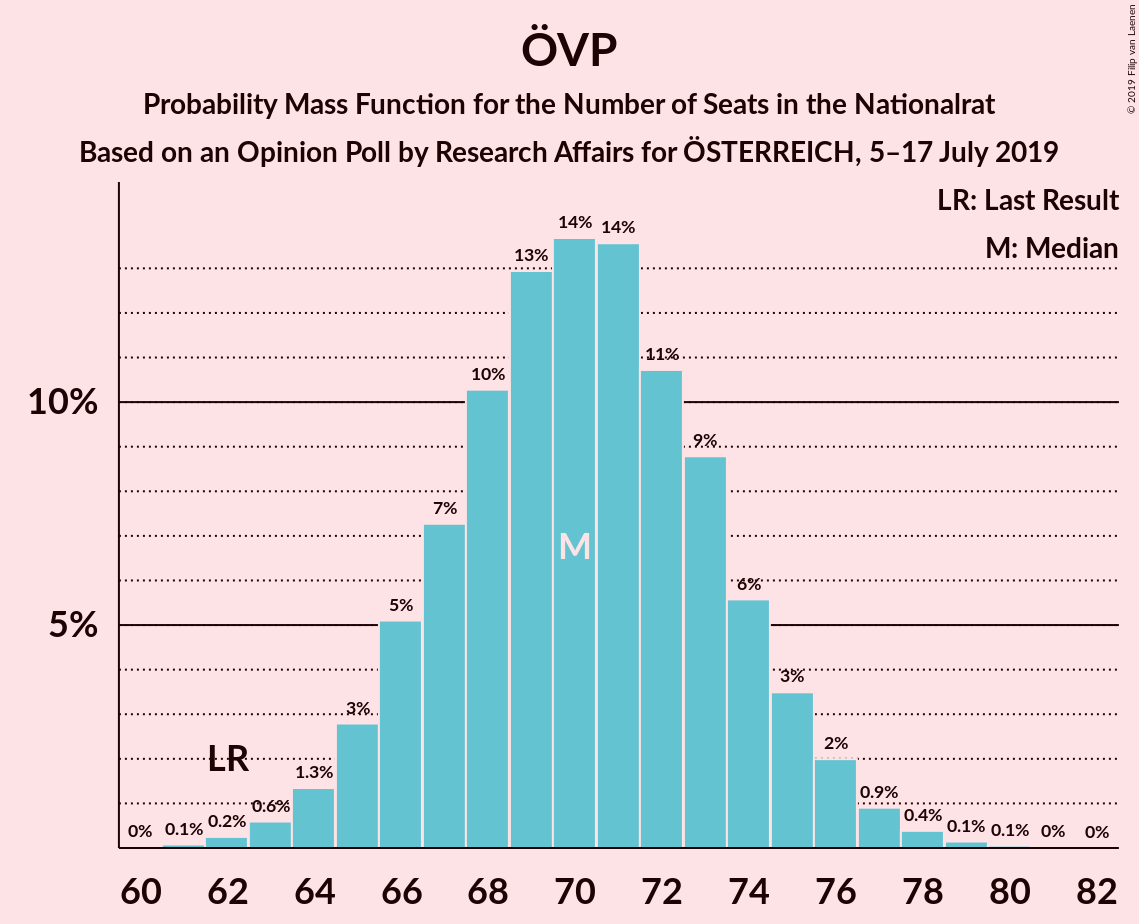 © 2019 Filip van Laenen
ÖVP
Probability Mass Function for the Number of Seats in the Nationalrat
Based on an Opinion Poll by Research Affairs for ÖSTERREICH, 5–17 July 2019
LR: Last Result
M: Median
10%
5%
0%
0.1%
0.2%
0.6%
1.3%
3%
5%
7%
10%
13%
14%
14%
11%
9%
6%
3%
2%
0.9%
0.4%
0.1%
0.1%
0%
0%
LR
M
60 62 64 66 68 70 72 74 76 78 80 82